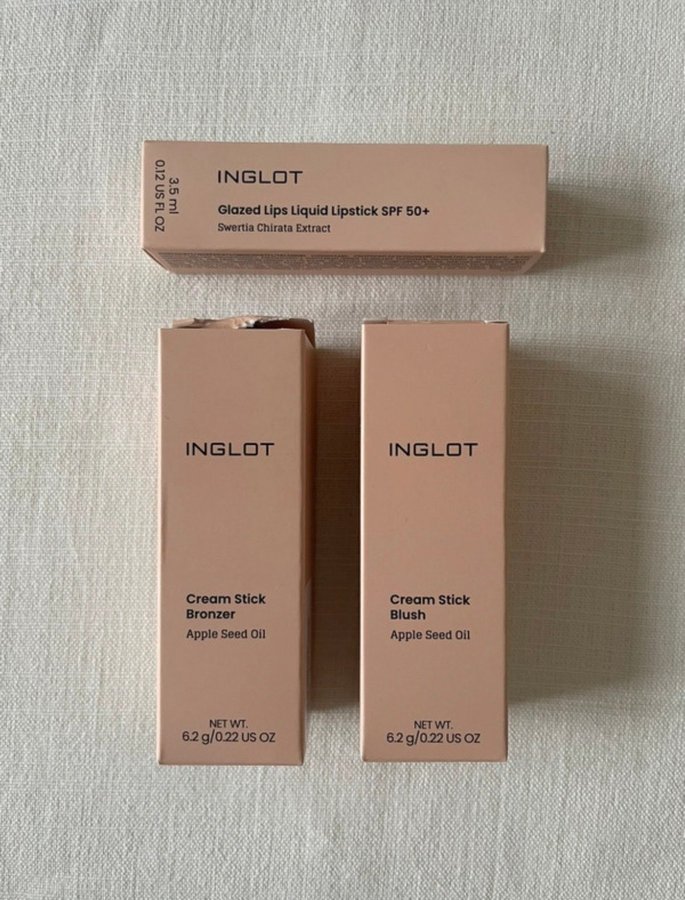 3.5 ml
0.12 US FL OZ
INGLOT
Glazed Lips Liquid Lipstick SPF 50+
Swertia Chirata Extract
INGLOT
Cream Stick
Bronzer
Apple Seed Oil
NET WT.
6.2 g/0.22 US OZ
INGLOT
Cream Stick
Blush
Apple Seed Oil
NET WT.
6.2 g/0.22 US OZ